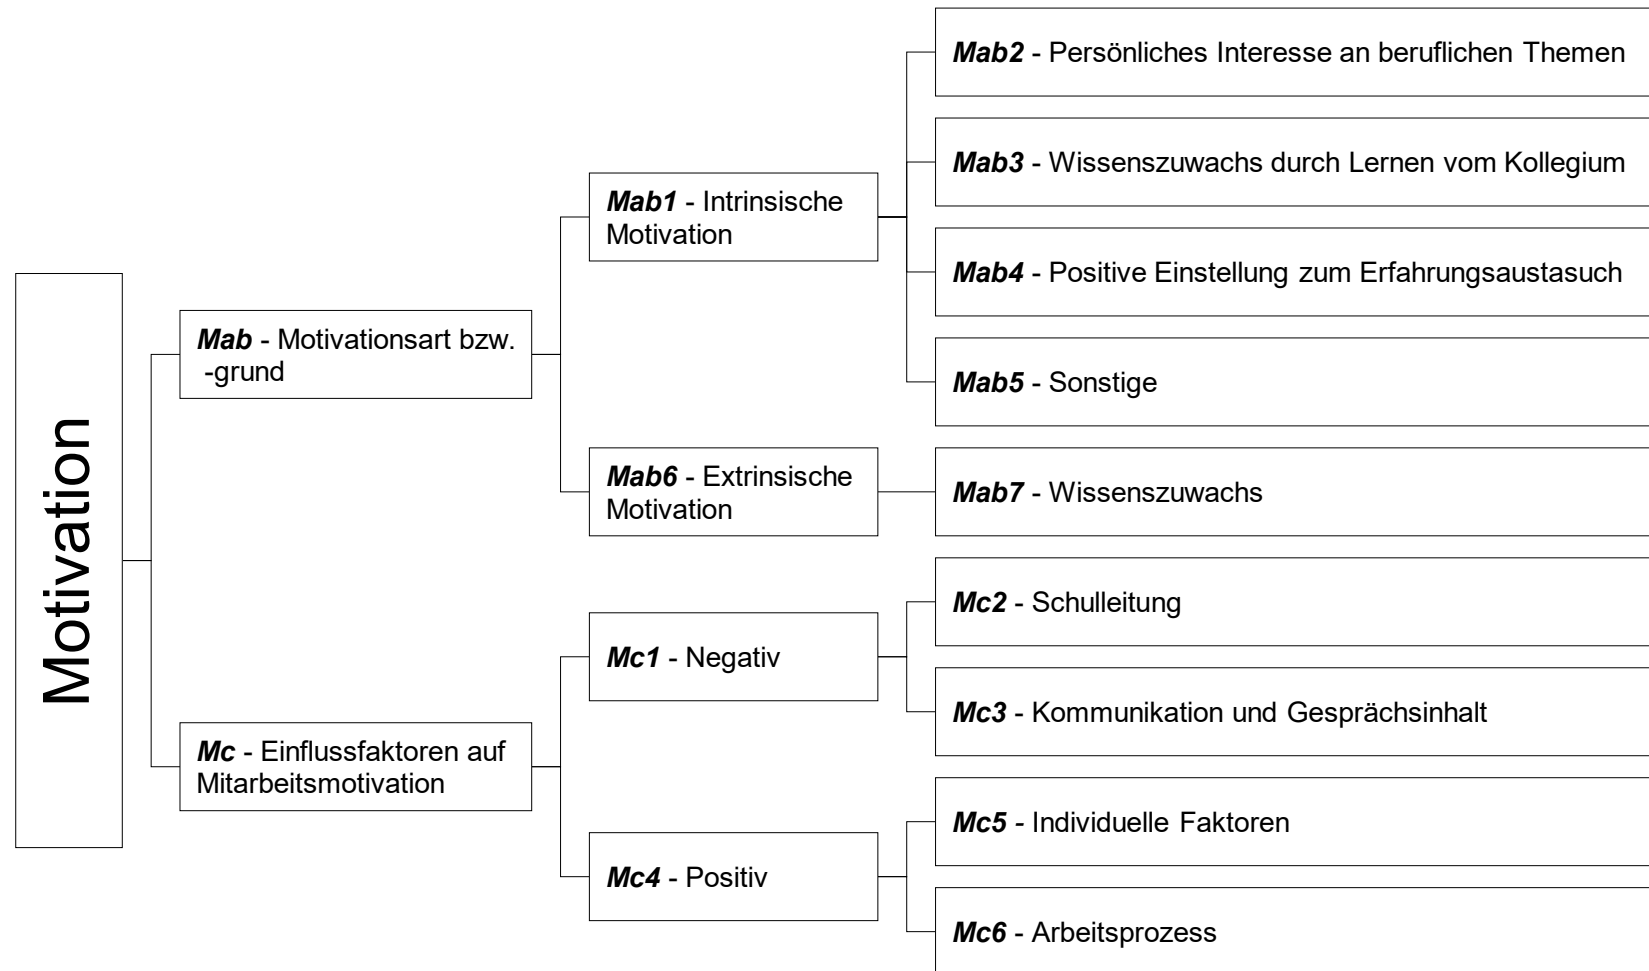 Motivation
Mab - Motivationsart bzw.
-grund
Mab1 - Intrinsische
Motivation
Mab2 - Persönliches Interesse an beruflichen Themen
Mab3 - Wissenszuwachs durch Lernen vom Kollegium
Mab4 - Positive Einstellung zum Erfahrungsaustasuch
Mab5 - Sonstige
Mab6 - Extrinsische
Motivation
Mab7 - Wissenszuwachs
Mc - Einflussfaktoren auf
Mitarbeitsmotivation
Mc1 - Negativ
Mc2 - Schulleitung
Mc3 - Kommunikation und Gesprächsinhalt
Mc4 - Positiv
Mc5 - Individuelle Faktoren
Mc6 - Arbeitsprozess